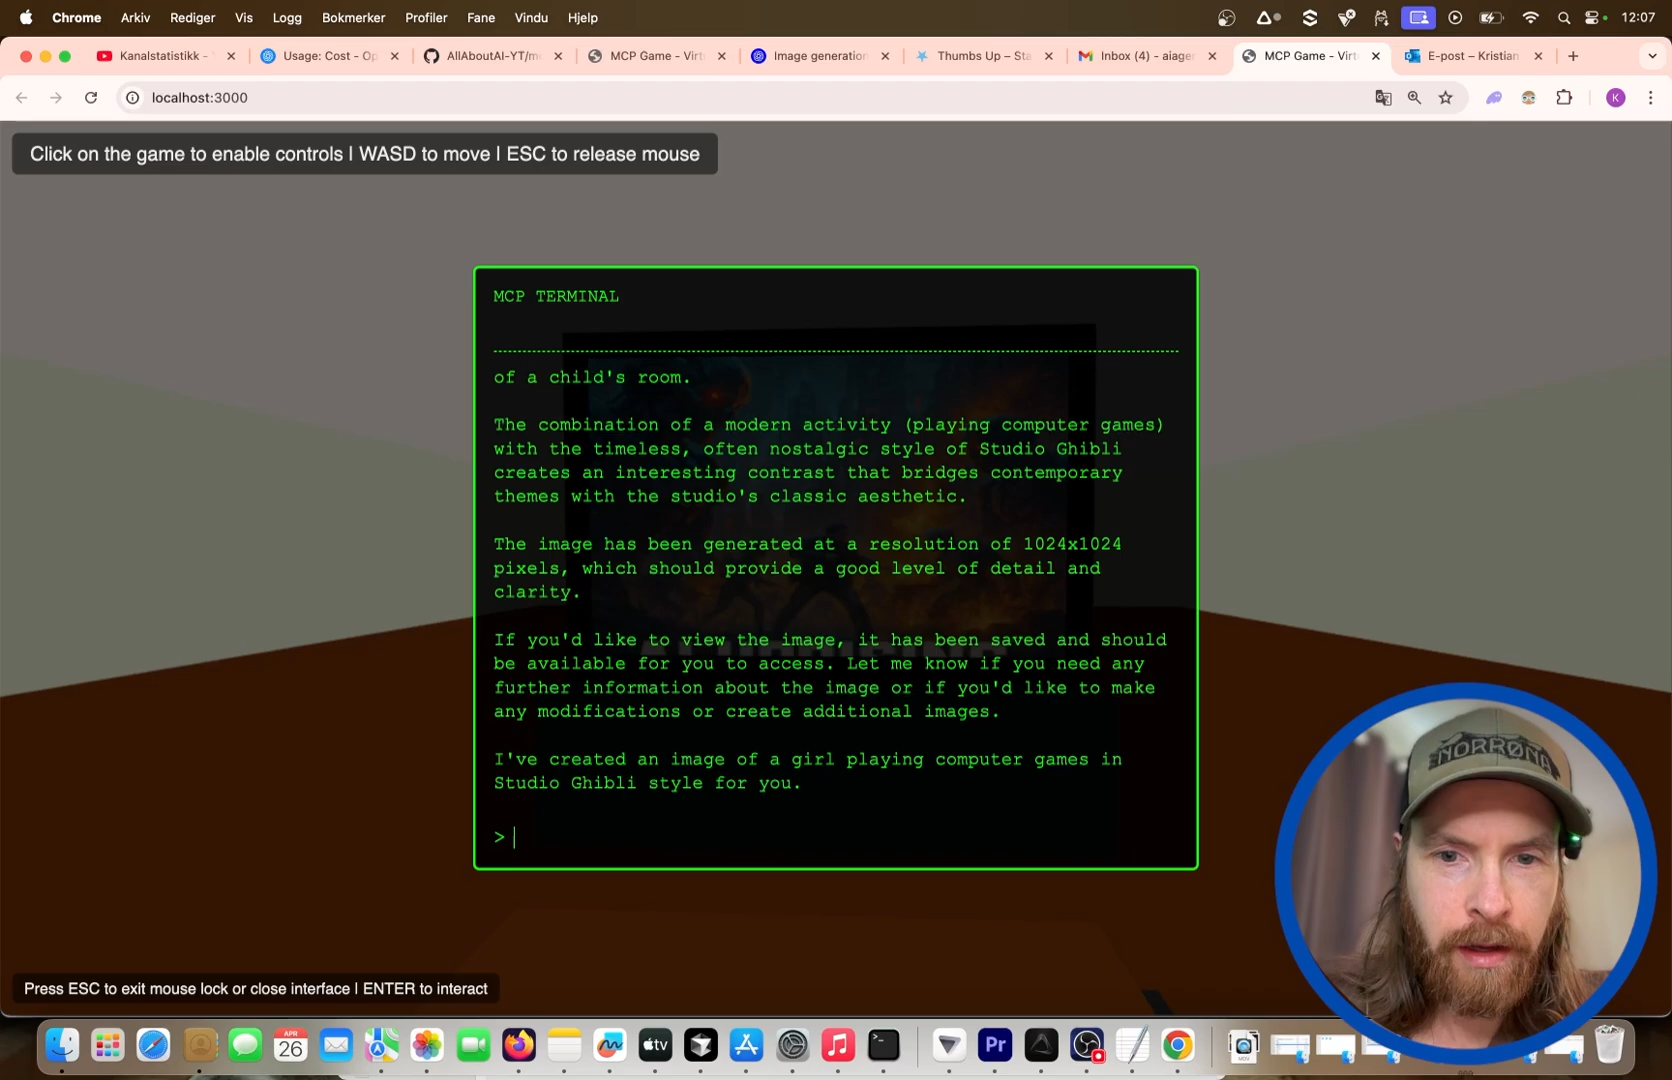 Chrome Arkiv Rediger Vis Logg Bokmerker Profiler Fane Vindu Hjelp 12:07
Kanalstatistikk - Usage: Cost - Op AllAboutAI-YT/m MCP Game - Virt Image generation Thumbs Up – Sta Inbox (4) - aiager MCP Game - Virt E-post – Kristian
localhost:3000 K
Click on the game to enable controls | WASD to move | ESC to release mouse
MCP TERMINAL
of a child's room.
The combination of a modern activity (playing computer games)
with the timeless, often nostalgic style of Studio Ghibli
creates an interesting contrast that bridges contemporary
themes with the studio's classic aesthetic.
The image has been generated at a resolution of 1024x1024
pixels, which should provide a good level of detail and
clarity.
If you'd like to view the image, it has been saved and should
be available for you to access. Let me know if you need any
further information about the image or if you'd like to make
any modifications or create additional images.
I've created an image of a girl playing computer games in
Studio Ghibli style for you.
>
NORRØNA
Press ESC to exit mouse lock or close interface | ENTER to interact
APR
26
tv
Pr